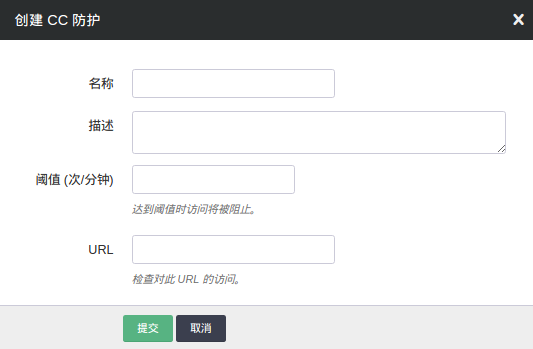 创建 CC 防护
名称
描述
阈值 (次/分钟)
达到阈值时访问将被阻止。
URL
检查对此 URL 的访问。
提交 取消